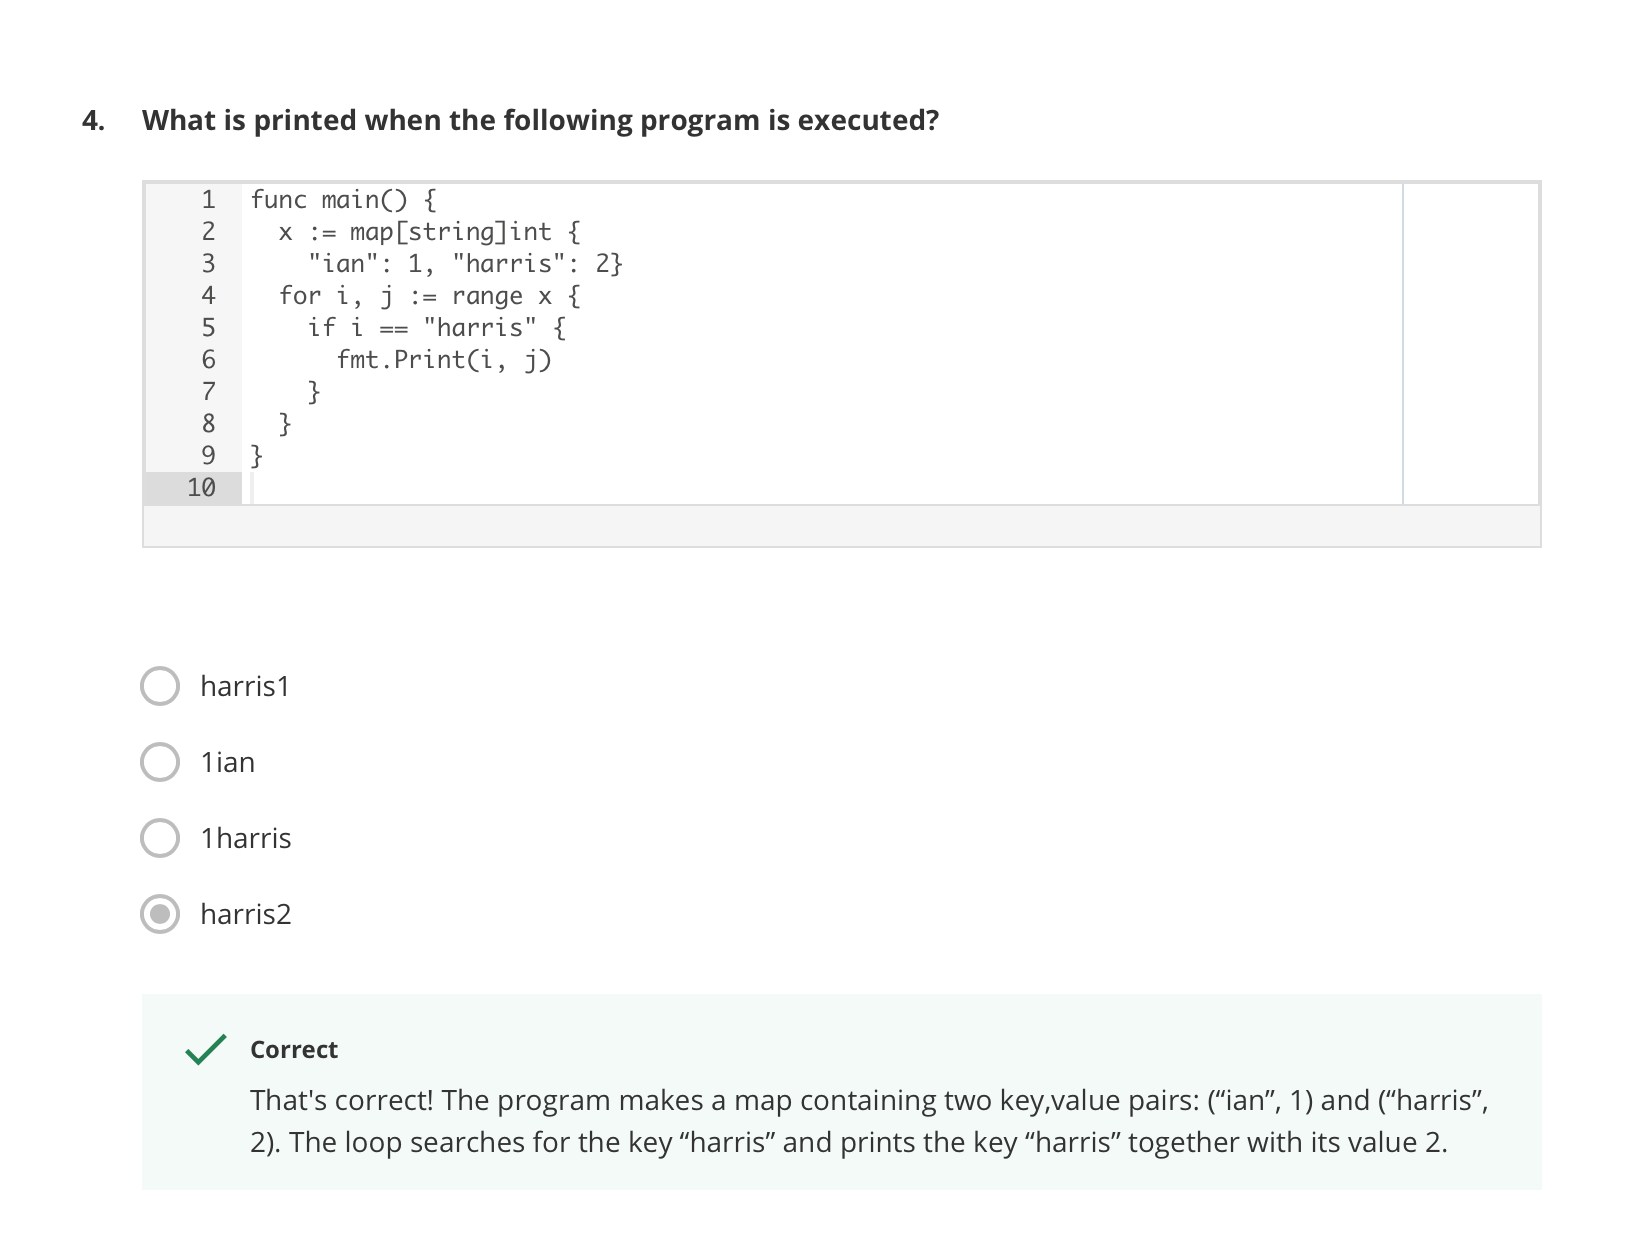 4. What is printed when the following program is executed?
1 func main() {
2   x := map[string]int {
3     "ian": 1, "harris": 2}
4   for i, j := range x {
5     if i == "harris" {
6       fmt.Print(i, j)
7     }
8   }
9 }
10
harris1
1ian
1harris
harris2
Correct
That's correct! The program makes a map containing two key,value pairs: (“ian”, 1) and (“harris”,
2). The loop searches for the key “harris” and prints the key “harris” together with its value 2.